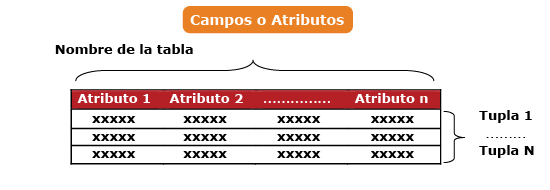 Campos o Atributos
Nombre de la tabla
Atributo 1 Atributo 2 ............... Atributo n
xxxxx xxxxx xxxxx xxxxx
xxxxx xxxxx xxxxx xxxxx
xxxxx xxxxx xxxxx xxxxx
Tupla 1
.........
Tupla N